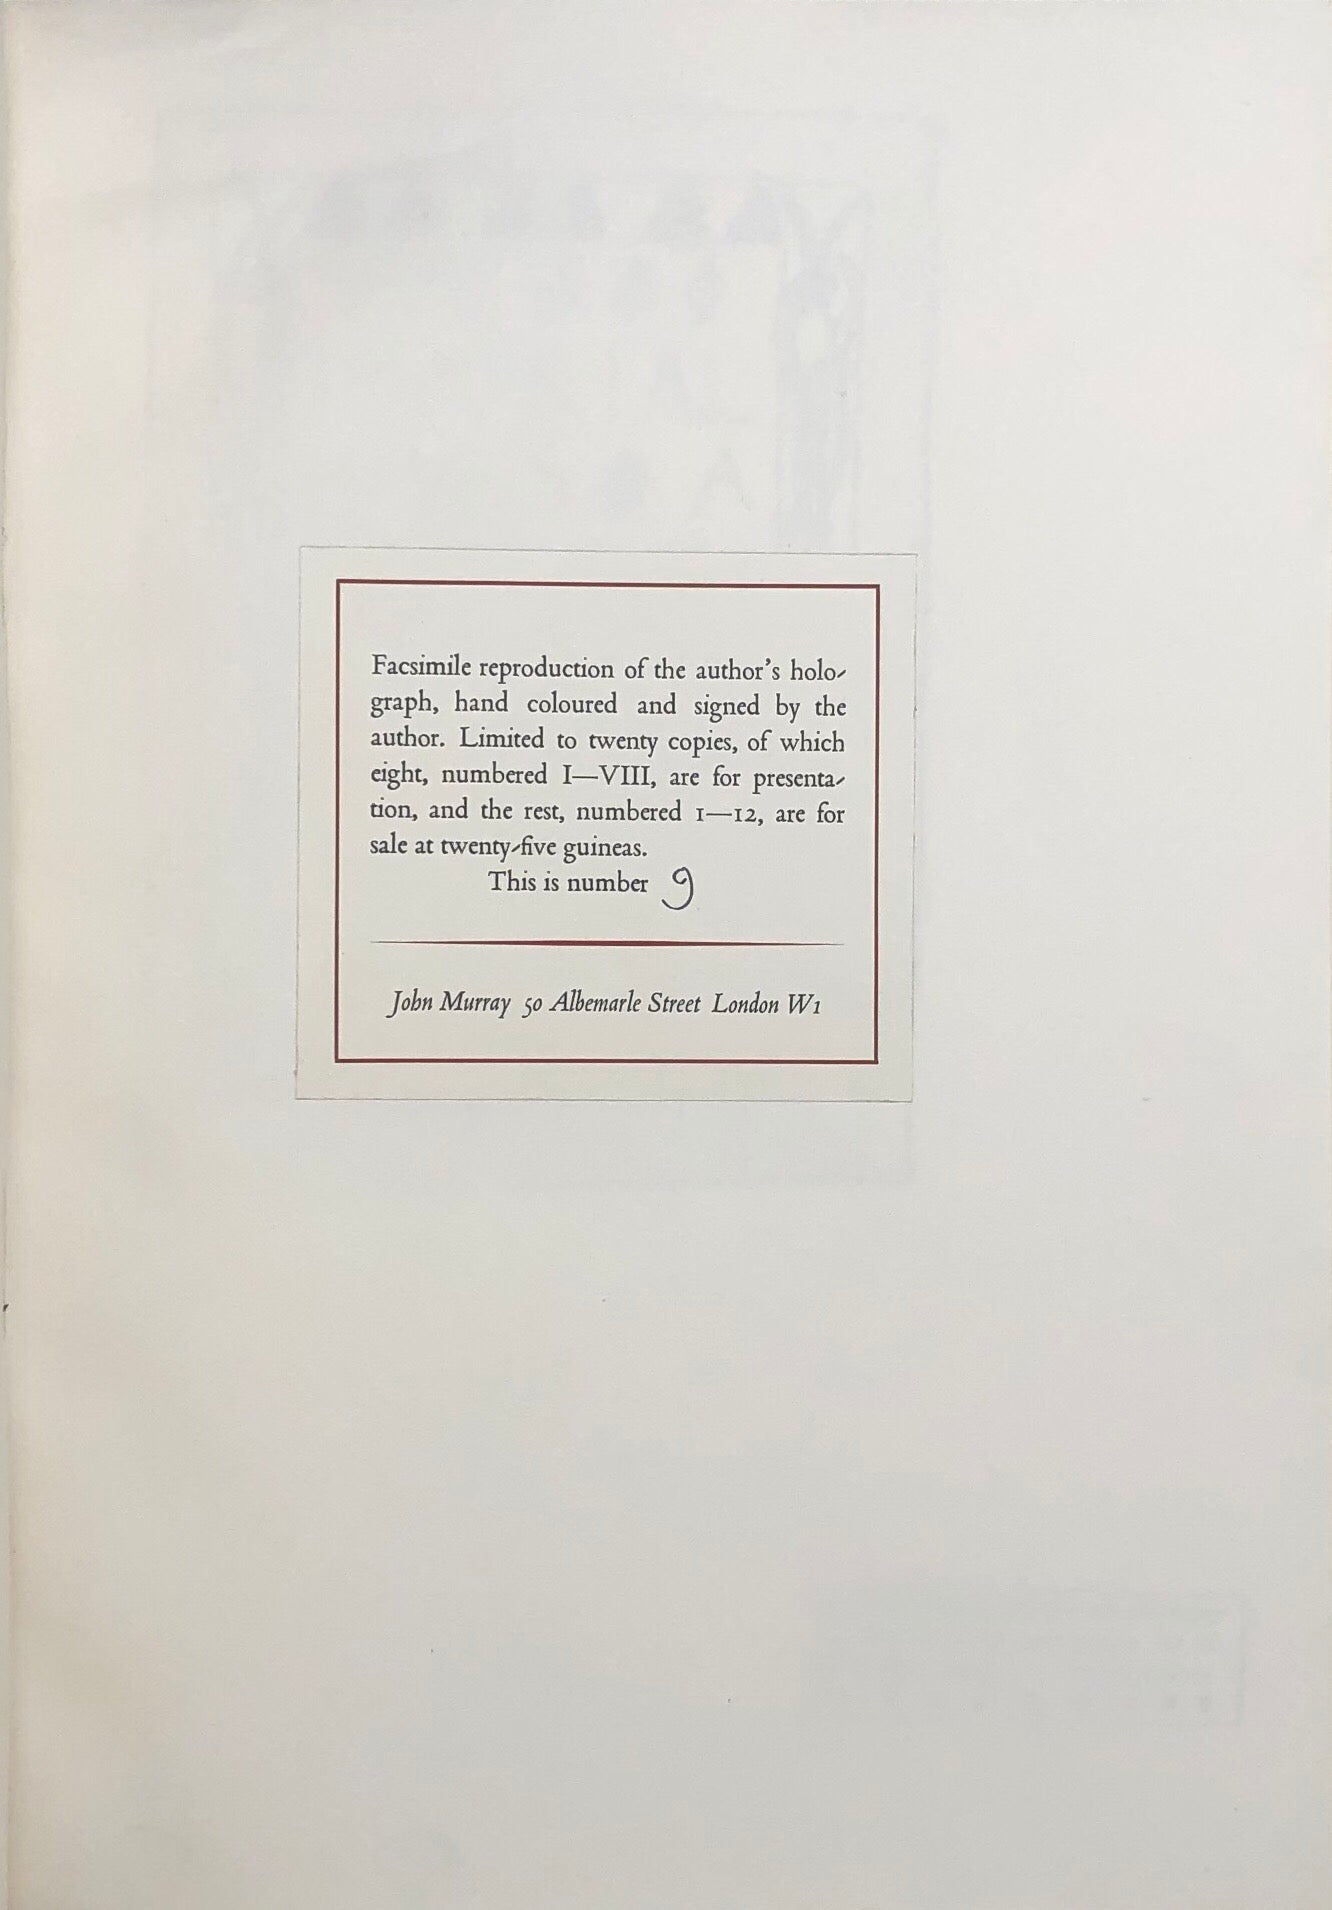 Facsimile reproduction of the author's holo-
graph, hand coloured and signed by the
author. Limited to twenty copies, of which
eight, numbered I—VIII, are for presenta-
tion, and the rest, numbered 1—12, are for
sale at twenty-five guineas.
This is number 9
John Murray 50 Albemarle Street London W1